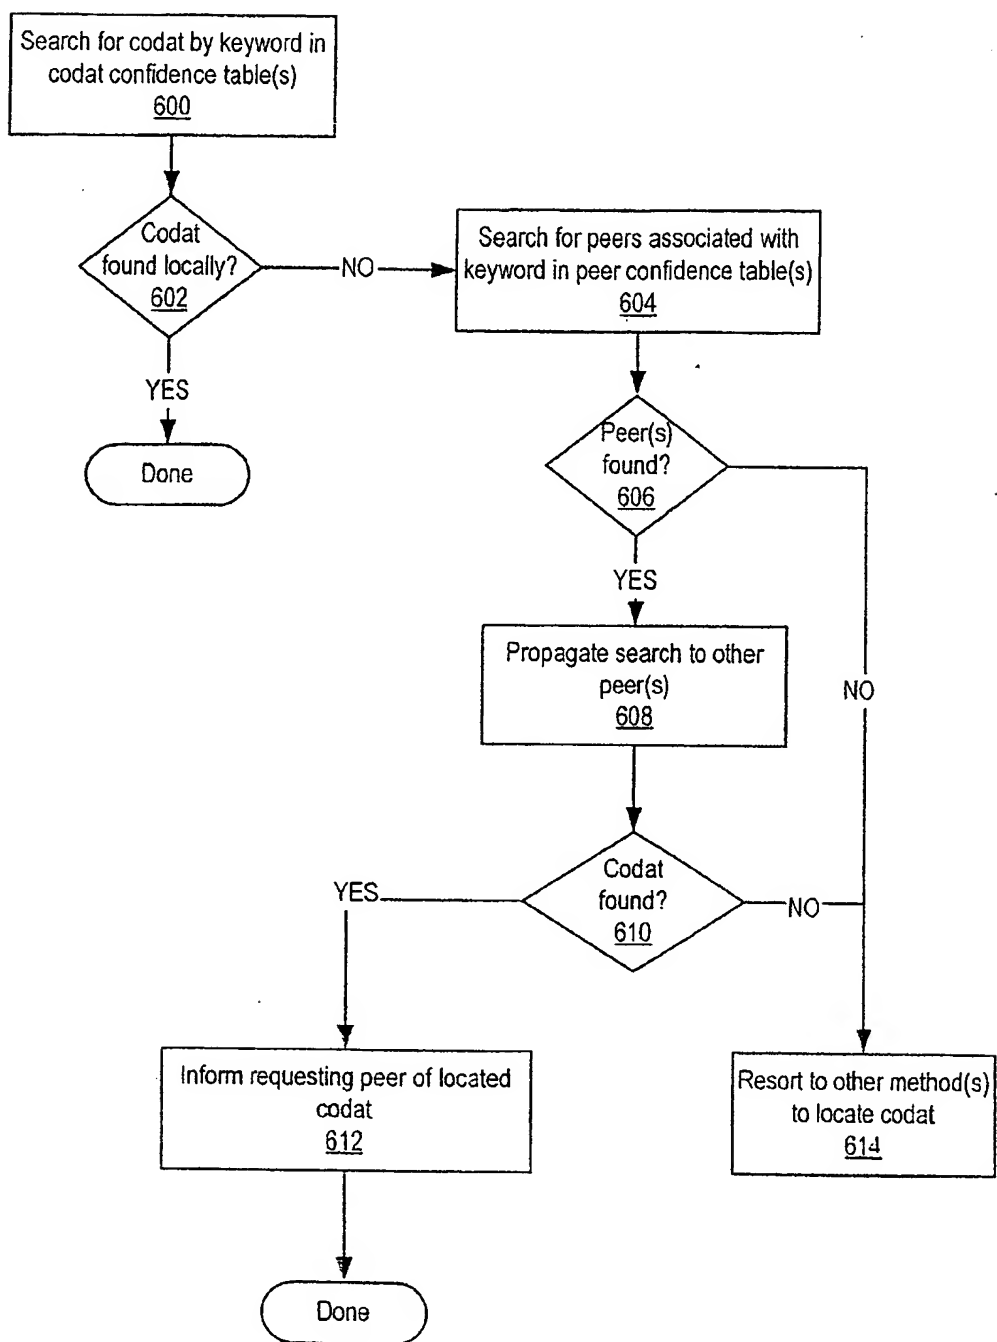 Search for codat by keyword in
codat confidence table(s)
600
Codat
found locally?
602
NO
YES
Done
Search for peers associated with
keyword in peer confidence table(s)
604
Peer(s)
found?
606
YES
NO
Propagate search to other
peer(s)
608
Codat
found?
610
YES
NO
Inform requesting peer of located
codat
612
Resort to other method(s)
to locate codat
614
Done